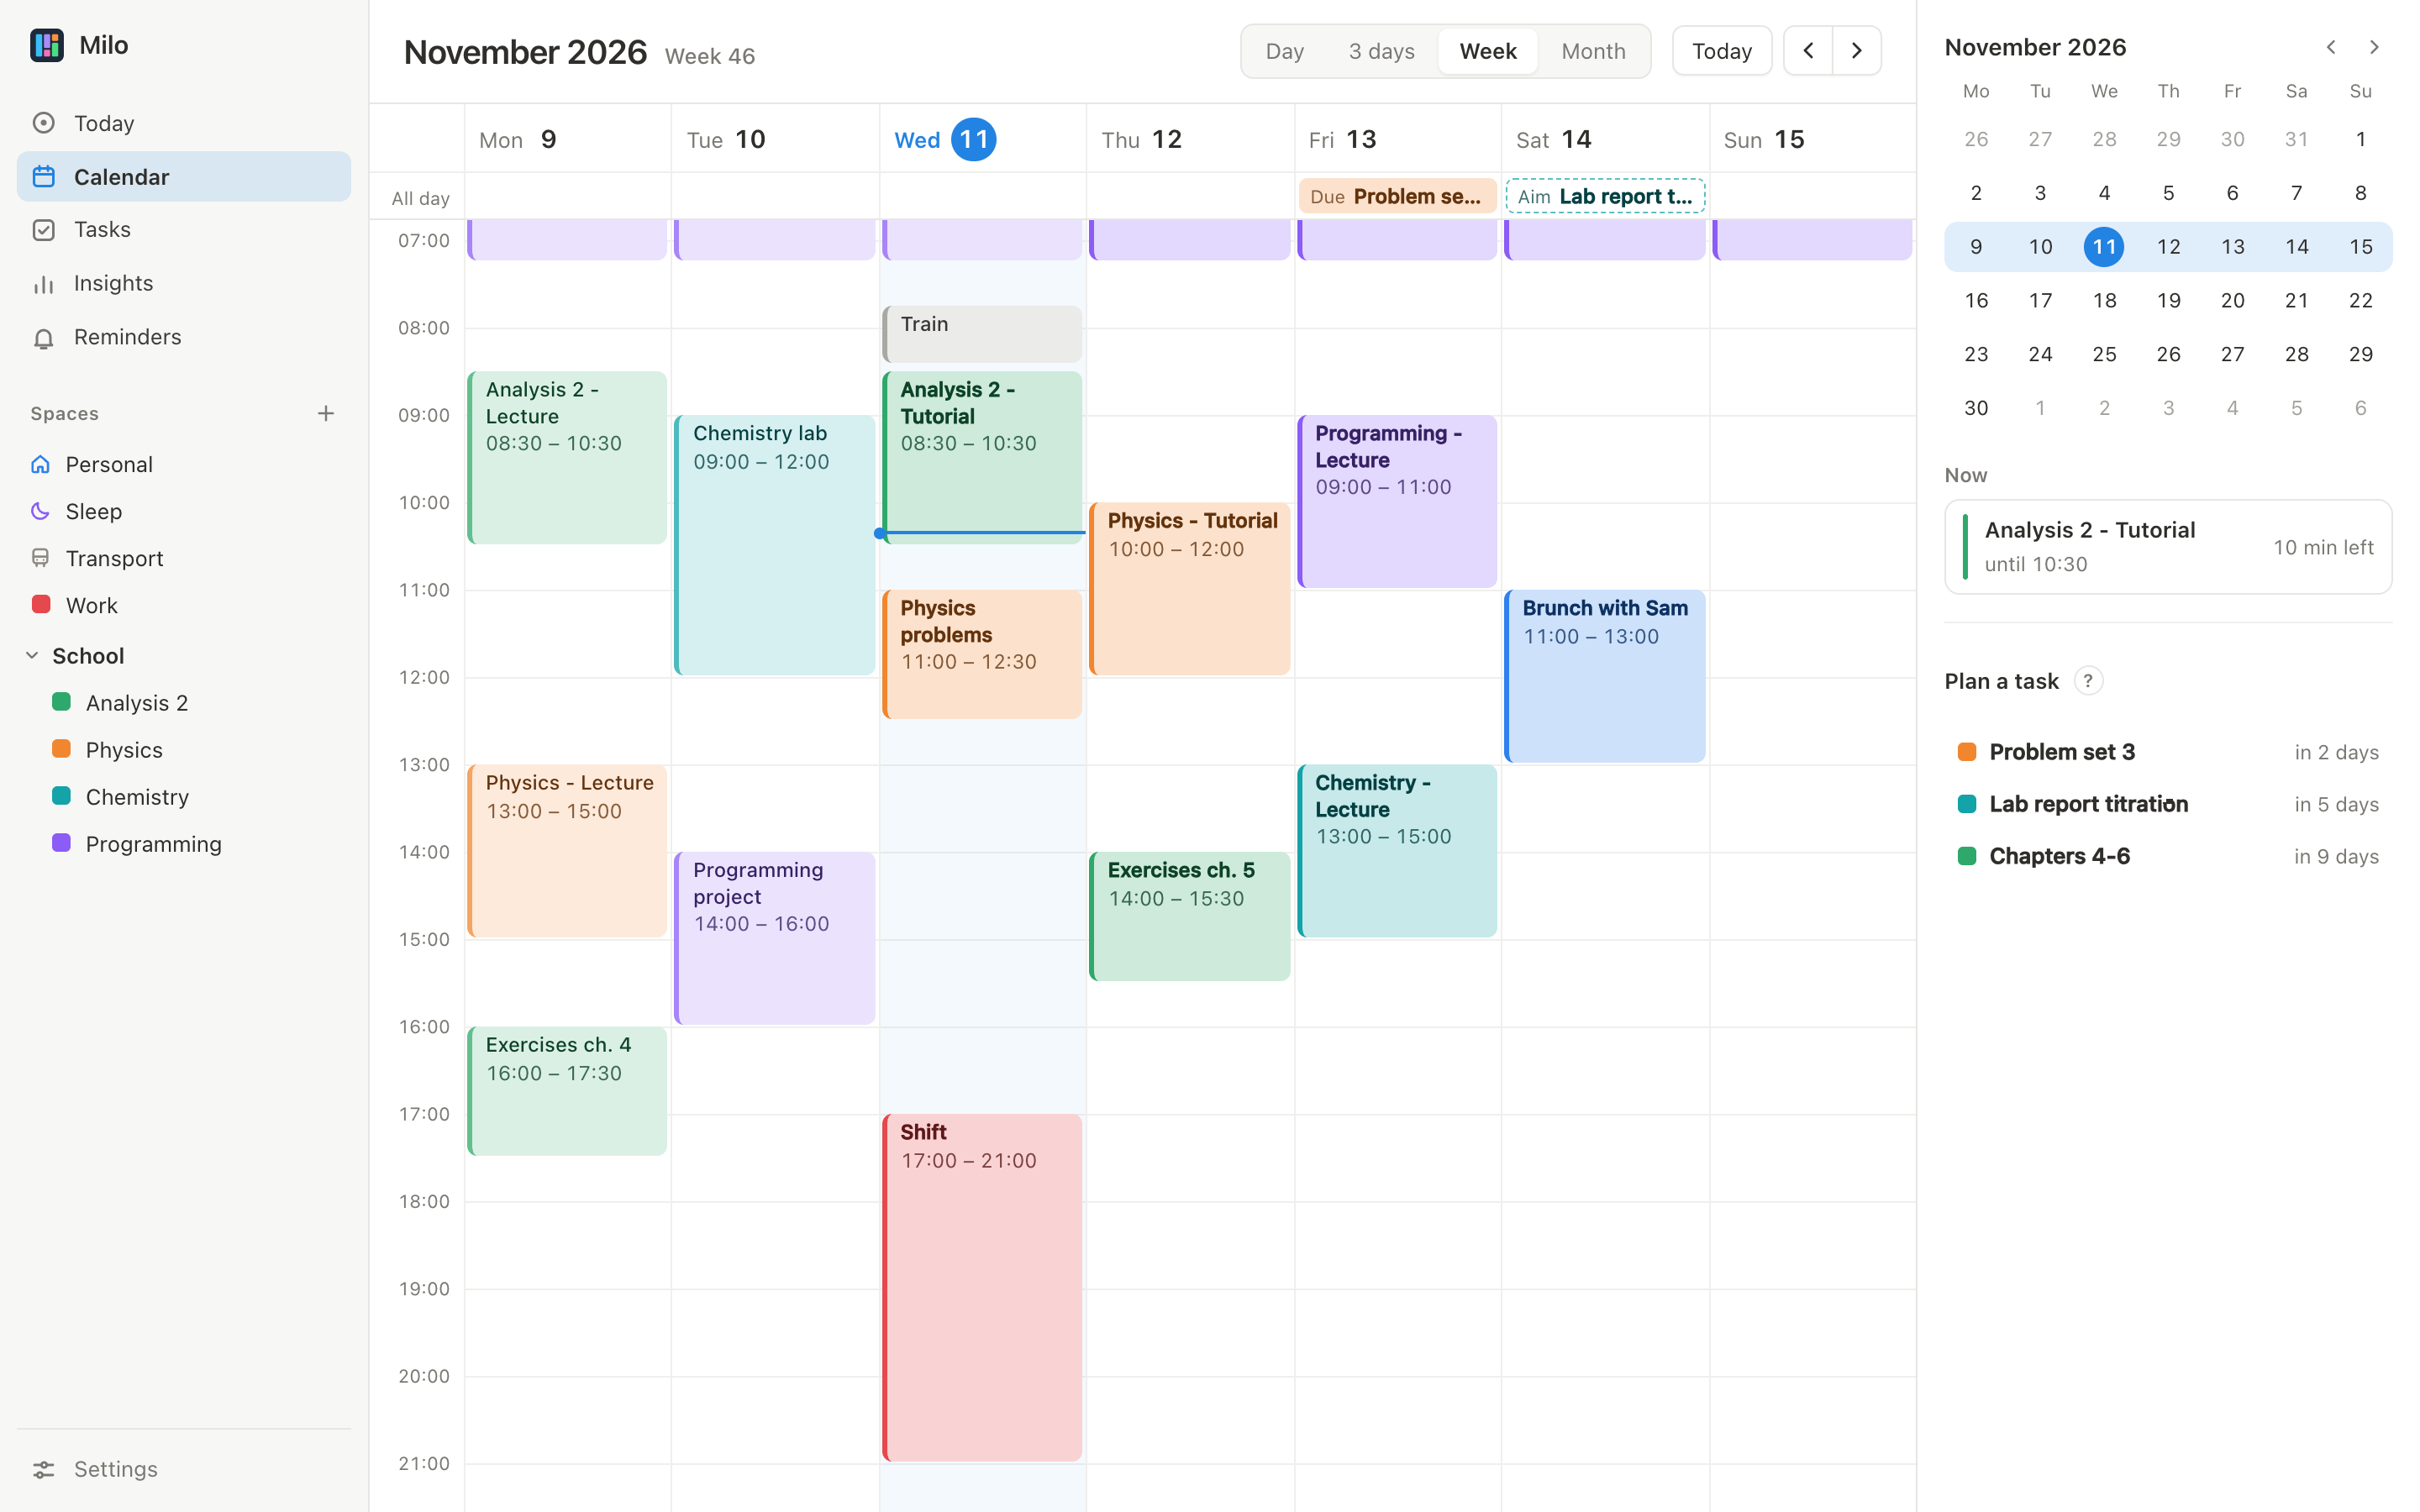 Milo
Today
Calendar
Tasks
Insights
Reminders
Spaces
Personal
Sleep
Transport
Work
School
Analysis 2
Physics
Chemistry
Programming
Settings
November 2026 Week 46
Day 3 days Week Month Today
Mon 9 Tue 10 Wed 11 Thu 12 Fri 13 Sat 14 Sun 15
All day
Due Problem se...
Aim Lab report t...
07:00
08:00
09:00
10:00
11:00
12:00
13:00
14:00
15:00
16:00
17:00
18:00
19:00
20:00
21:00
Analysis 2 -
Lecture
08:30 – 10:30
Physics - Lecture
13:00 – 15:00
Exercises ch. 4
16:00 – 17:30
Chemistry lab
09:00 – 12:00
Programming
project
14:00 – 16:00
Train
Analysis 2 -
Tutorial
08:30 – 10:30
Physics
problems
11:00 – 12:30
Shift
17:00 – 21:00
Physics - Tutorial
10:00 – 12:00
Exercises ch. 5
14:00 – 15:30
Programming -
Lecture
09:00 – 11:00
Chemistry -
Lecture
13:00 – 15:00
Brunch with Sam
11:00 – 13:00
November 2026
Mo Tu We Th Fr Sa Su
26 27 28 29 30 31 1
2 3 4 5 6 7 8
9 10 11 12 13 14 15
16 17 18 19 20 21 22
23 24 25 26 27 28 29
30 1 2 3 4 5 6
Now
Analysis 2 - Tutorial
until 10:30
10 min left
Plan a task ?
Problem set 3 in 2 days
Lab report titration in 5 days
Chapters 4-6 in 9 days